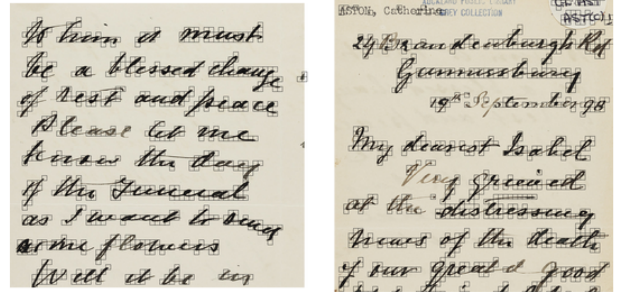 To him it must
be a blessed change
of rest and peace
Please let me
know the day
of the Funeral
as I want to send
some flowers
Will it be in
ASTON, Catherine
GREY COLLECTION
24 Brandenburgh Rd
Gunnersbury
19th September 98
My dearest Isabel
Very grieved
at the distressing
news of the death
of our great & good